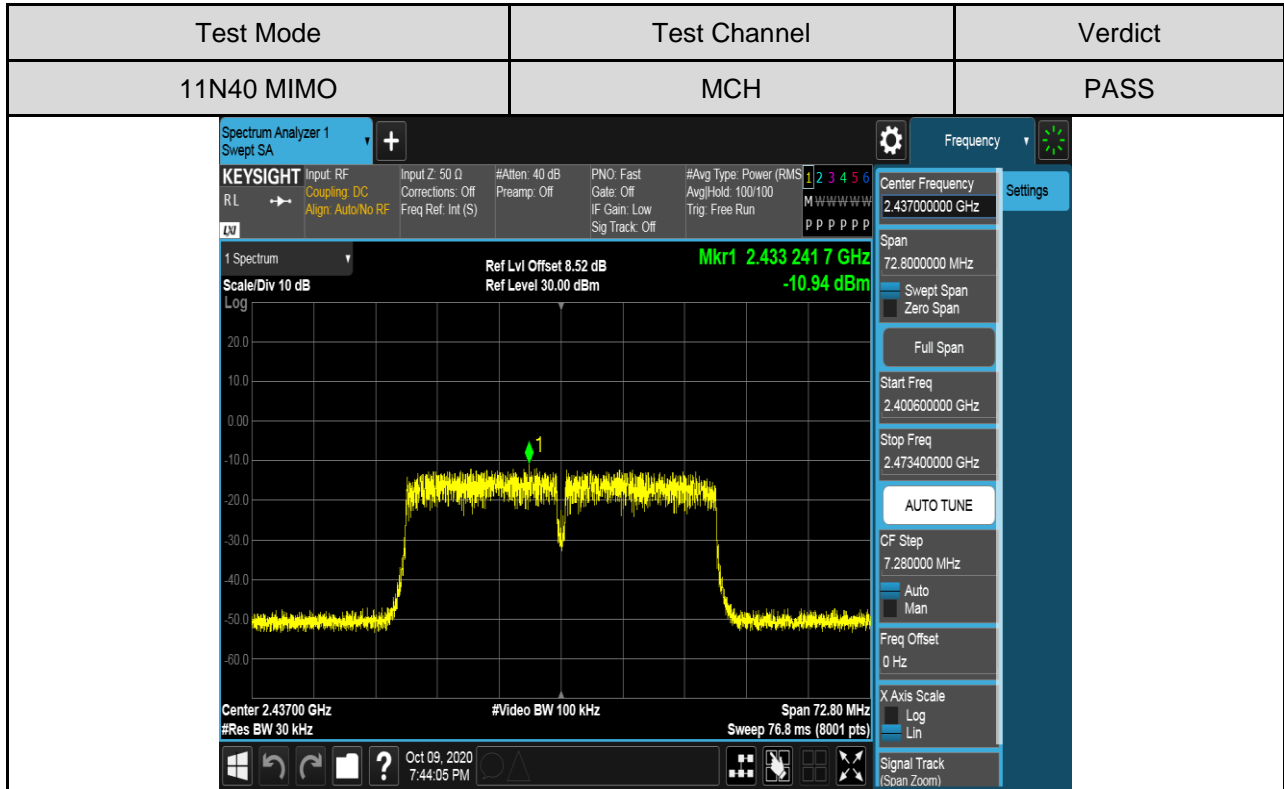 Test Mode Test Channel Verdict
11N40 MIMO MCH PASS
Spectrum Analyzer 1
Swept SA
+
Frequency
KEYSIGHT
RL
LXI
Input: RF
Coupling: DC
Align: Auto/No RF
Input Z: 50 Ω
Corrections: Off
Freq Ref: Int (S)
#Atten: 40 dB
Preamp: Off
PNO: Fast
Gate: Off
IF Gain: Low
Sig Track: Off
#Avg Type: Power (RMS
Avg|Hold: 100/100
Trig: Free Run
1 2 3 4 5 6
M W W W W W
P P P P P P
1 Spectrum
Scale/Div 10 dB
Ref Lvl Offset 8.52 dB
Ref Level 30.00 dBm
Mkr1 2.433 241 7 GHz
-10.94 dBm
Log
20.0
10.0
0.00
-10.0
-20.0
-30.0
-40.0
-50.0
-60.0
1
Center 2.43700 GHz
#Res BW 30 kHz
#Video BW 100 kHz
Span 72.80 MHz
Sweep 76.8 ms (8001 pts)
?
Oct 09, 2020
7:44:05 PM
Center Frequency
2.437000000 GHz
Settings
Span
72.8000000 MHz
Swept Span
Zero Span
Full Span
Start Freq
2.400600000 GHz
Stop Freq
2.473400000 GHz
AUTO TUNE
CF Step
7.280000 MHz
Auto
Man
Freq Offset
0 Hz
X Axis Scale
Log
Lin
Signal Track
(Span Zoom)